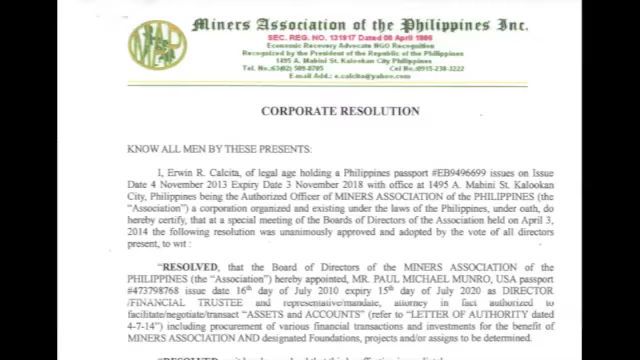 Miners Association of the Philippines Inc.
SEC. REG. NO. 131917 Dated 08 April 1986
Economic Recovery Advocate NGO Recognition
Recognized by the President of the Republic of the Philippines
1495 A. Mabini St. Kalookan City Philippines
Tel. No.:63(02) 509-8705 Cel No.:0915-238-3222
E-mail Add.: e.calcita@yahoo.com
CORPORATE RESOLUTION
KNOW ALL MEN BY THESE PRESENTS:
I, Erwin R. Calcita, of legal age holding a Philippines passport #EB9496699 issues on Issue
Date 4 November 2013 Expiry Date 3 November 2018 with office at 1495 A. Mahini St. Kalookan
City, Philippines being the Authorized Officer of MINERS ASSOCIATION of the PHILIPPINES (the
"Association") a corporation organized and existing under the laws of the Philippines, under oath, do
hereby certify, that at a special meeting of the Boards of Directors of the Association held on April 3,
2014 the following resolution was unanimously approved and adopted by the vote of all directors
present, to wit :
"RESOLVED, that the Board of Directors of the MINERS ASSOCIATION of the
PHILIPPINES (the "Association") hereby appointed, MR. PAUL MICHAEL MUNRO, USA passport
#473798768 issue date 16th day of July 2010 expiry 15th day of July 2020 as DIRECTOR
/FINANCIAL TRUSTEE and representative/mandate, attorney in fact authorized to
facilitate/negotiate/transact "ASSETS and ACCOUNTS" (refer to "LETTER OF AUTHORITY dated
4-7-14") including procurement of various financial transactions and investments for the benefit of
MINERS ASSOCIATION AND designated Foundations, projects and/or assigns to be determined.